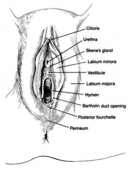 Clitoris
Urethra
Skene's gland
Labium minora
Vestibule
Labium majora
Hymen
Bartholin duct opening
Posterior fourchette
Perineum